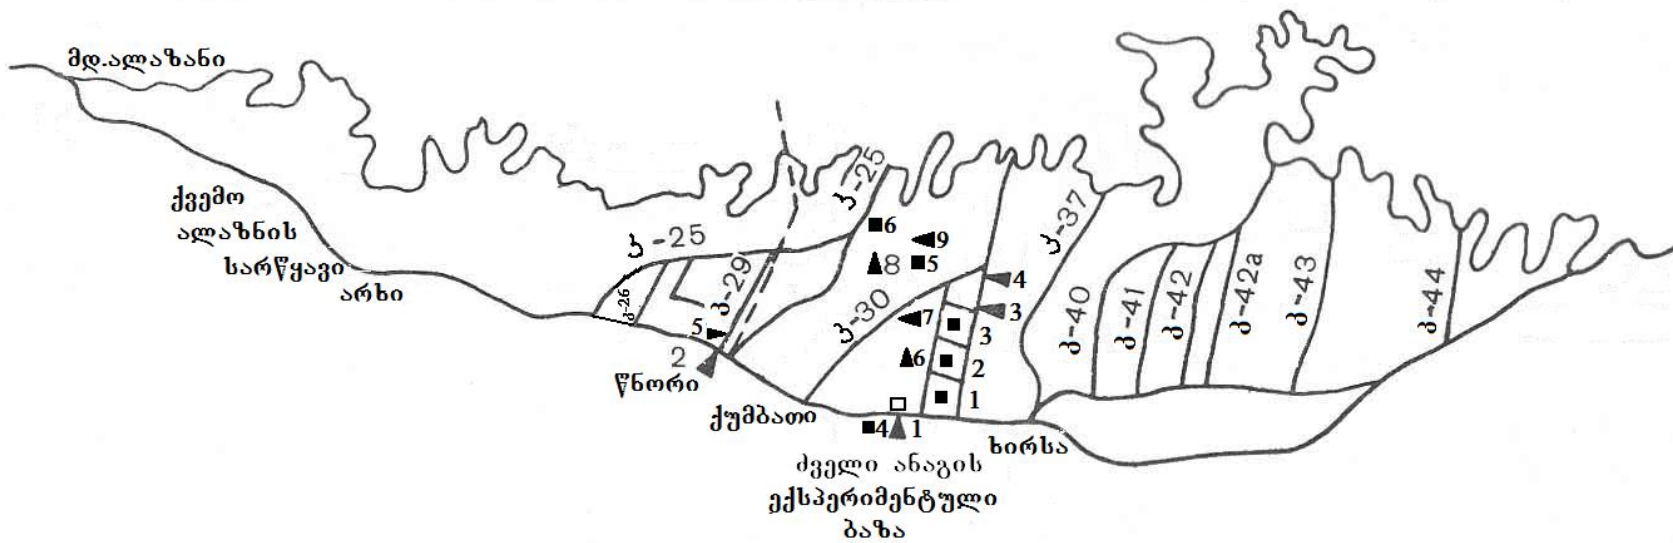 მდ.ალაზანი
ქვემო
ალაზნის
სარწყავი
არხი
კ-25
კ-25
კ-26
კ-29
კ-30
კ-37
კ-40
კ-41
კ-42
კ-42ა
კ-43
კ-44
6
9
8
5
4
3
7
3
6
2
1
5
2
4
1
წნორი
ქუმბათი
ხირსა
ძველი ანაგის
ექსპერიმენტული
ბაზა